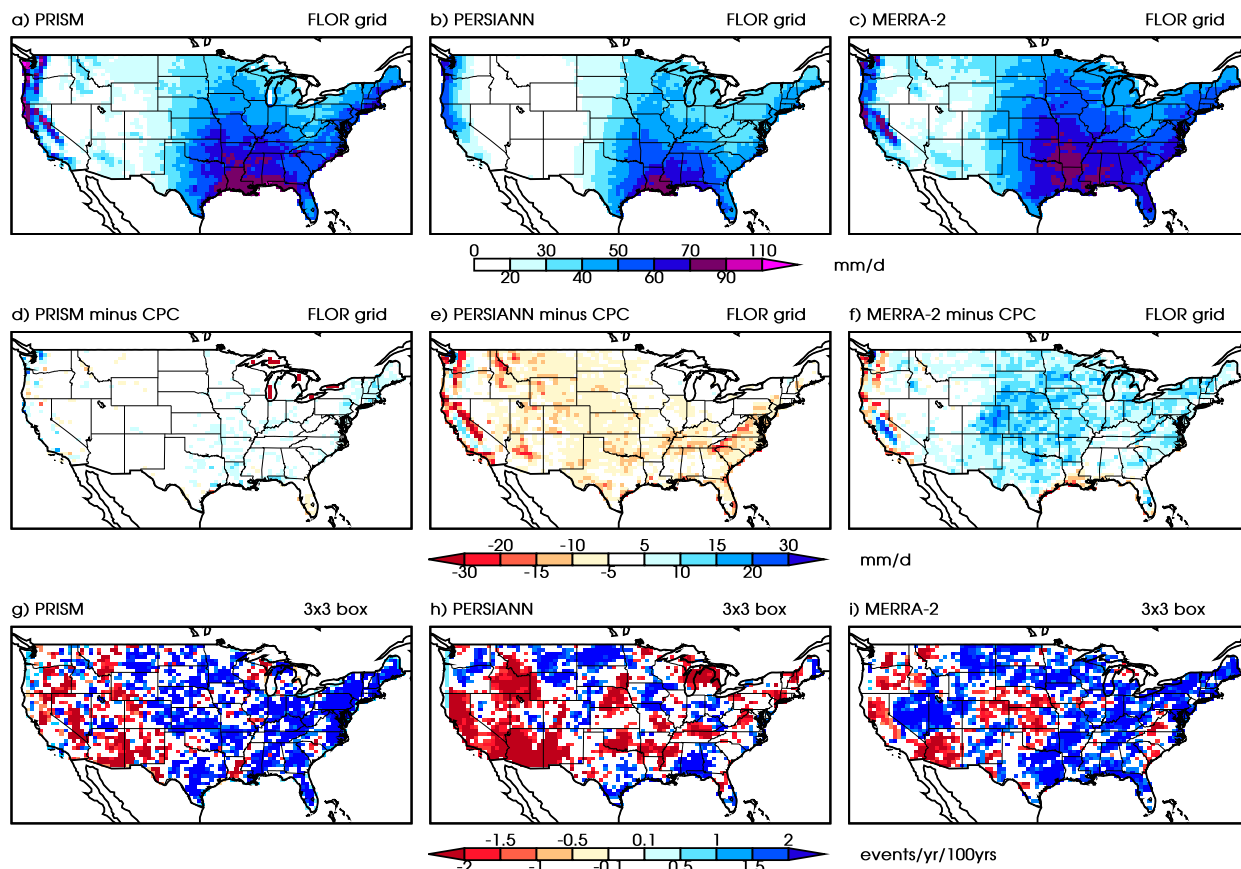 a) PRISM FLOR grid b) PERSIANN FLOR grid c) MERRA-2 FLOR grid
0 30 50 70 110
20 40 60 90
mm/d
d) PRISM minus CPC FLOR grid e) PERSIANN minus CPC FLOR grid f) MERRA-2 minus CPC FLOR grid
-20 -10 5 15 30
-30 -15 -5 10 20
mm/d
g) PRISM 3x3 box h) PERSIANN 3x3 box i) MERRA-2 3x3 box
-1.5 -0.5 0.1 1 2
-2 -1 -0.1 0.5 1.5
events/yr/100yrs